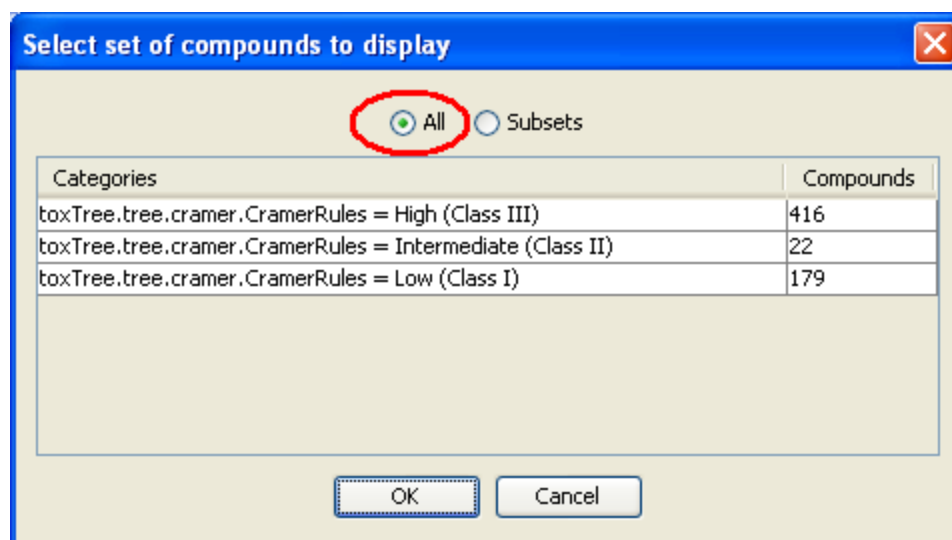 Select set of compounds to display
All Subsets
Categories Compounds
toxTree.tree.cramer.CramerRules = High (Class III) 416
toxTree.tree.cramer.CramerRules = Intermediate (Class II) 22
toxTree.tree.cramer.CramerRules = Low (Class I) 179
OK Cancel